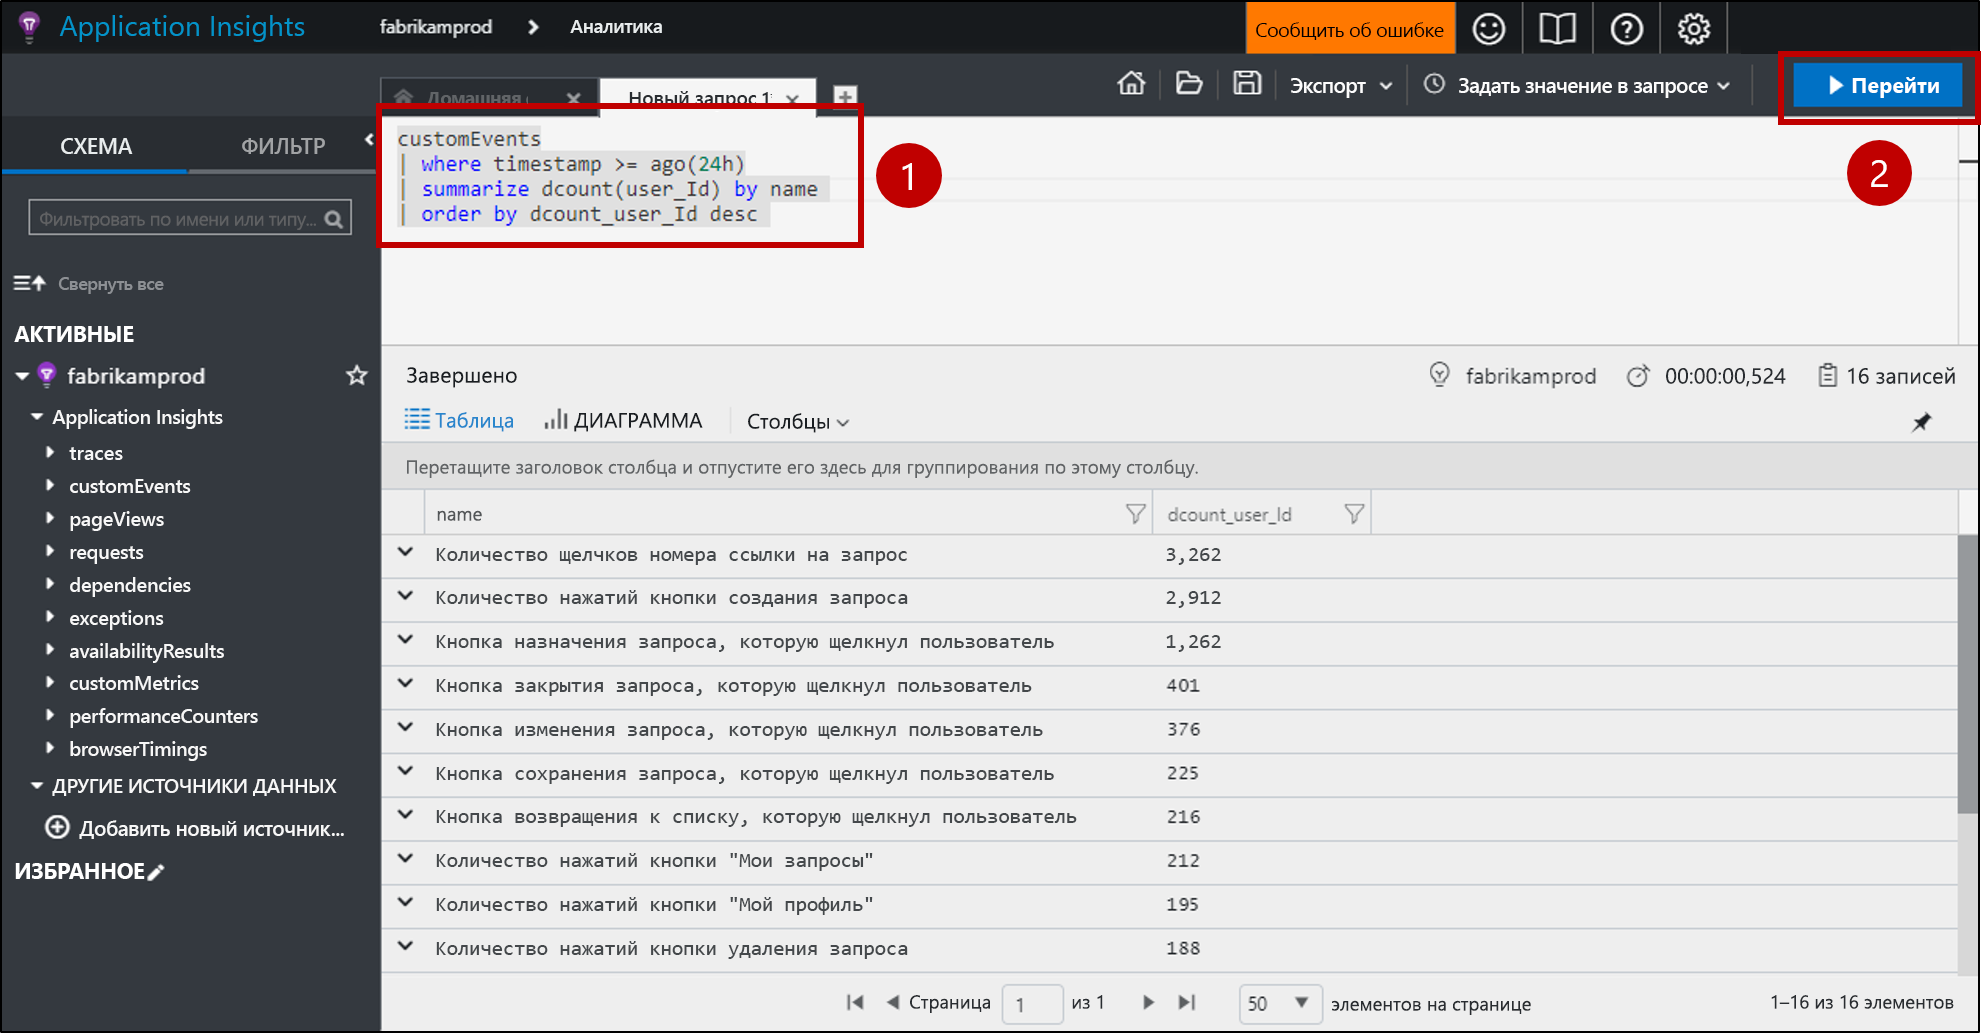 Application Insights
fabrikamprod
Аналитика
Сообщить об ошибке
Домашняя
Новый запрос 1
Экспорт
Задать значение в запросе
Перейти
СХЕМА
ФИЛЬТР
customEvents
| where timestamp >= ago(24h)
| summarize dcount(user_Id) by name
| order by dcount_user_Id desc
1
2
Фильтровать по имени или типу...
Свернуть все
АКТИВНЫЕ
fabrikamprod
Application Insights
traces
customEvents
pageViews
requests
dependencies
exceptions
availabilityResults
customMetrics
performanceCounters
browserTimings
ДРУГИЕ ИСТОЧНИКИ ДАННЫХ
Добавить новый источник...
ИЗБРАННОЕ
Завершено
fabrikamprod
00:00:00,524
16 записей
Таблица
ДИАГРАММА
Столбцы
Перетащите заголовок столбца и отпустите его здесь для группирования по этому столбцу.
name dcount_user_Id
Количество щелчков номера ссылки на запрос 3,262
Количество нажатий кнопки создания запроса 2,912
Кнопка назначения запроса, которую щелкнул пользователь 1,262
Кнопка закрытия запроса, которую щелкнул пользователь 401
Кнопка изменения запроса, которую щелкнул пользователь 376
Кнопка сохранения запроса, которую щелкнул пользователь 225
Кнопка возвращения к списку, которую щелкнул пользователь 216
Количество нажатий кнопки "Мои запросы" 212
Количество нажатий кнопки "Мой профиль" 195
Количество нажатий кнопки удаления запроса 188
Страница 1 из 1
50 элементов на странице
1–16 из 16 элементов